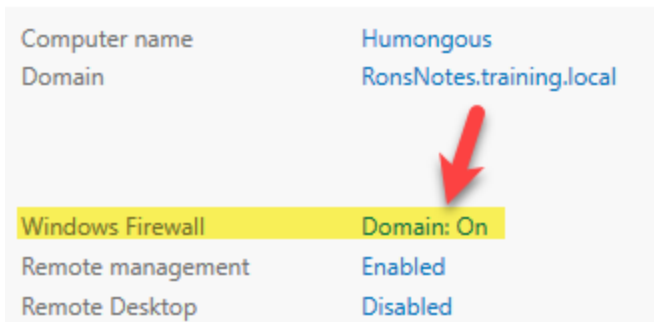 Computer name Humongous
Domain RonsNotes.training.local
Windows Firewall Domain: On
Remote management Enabled
Remote Desktop Disabled